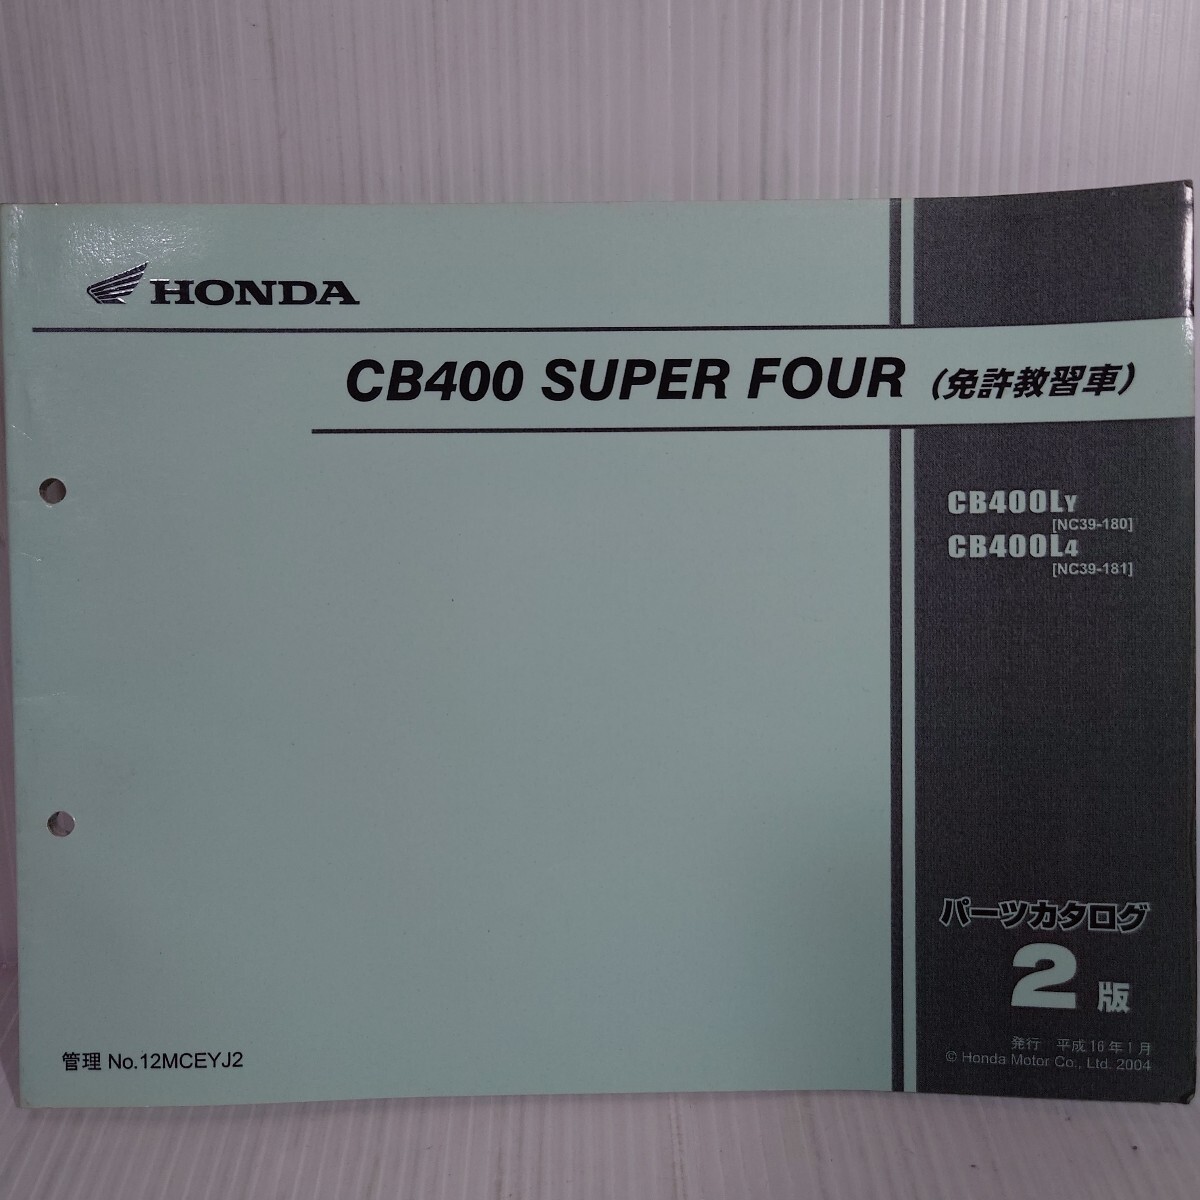 HONDA
CB400 SUPER FOUR (免許教習車)
CB400LY
[NC39-180]
CB400L4
[NC39-181]
パーツカタログ
2版
発行 平成16年1月
© Honda Motor Co., Ltd. 2004
管理 No.12MCEYJ2